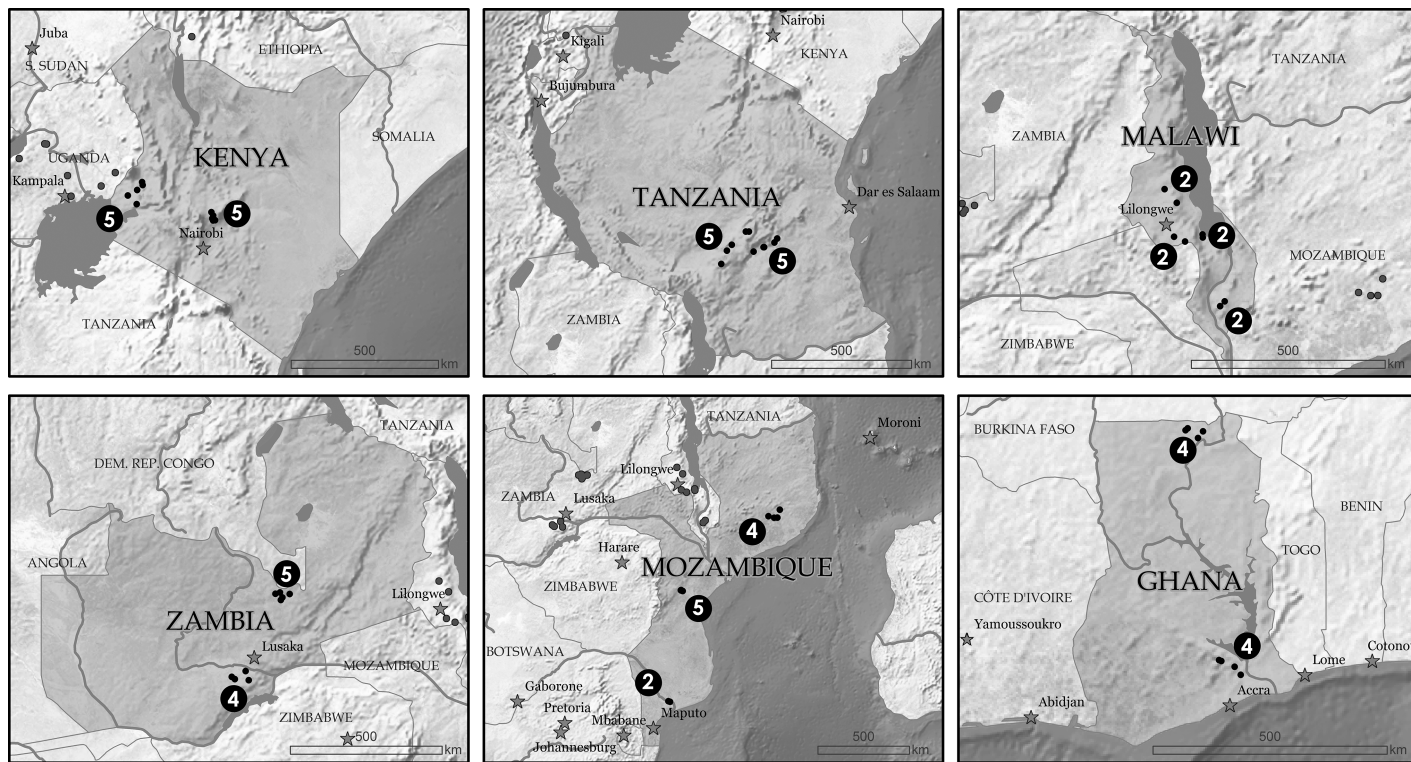 Juba
S. SUDAN
ETHIOPIA
SOMALIA
KENYA
UGANDA
Kampala
5
5
Nairobi
TANZANIA
500
km
Nairobi
Kigali
KENYA
Bujumbura
TANZANIA
Dar es Salaam
5
5
ZAMBIA
500
km
TANZANIA
ZAMBIA
MALAWI
2
Lilongwe
2
2
MOZAMBIQUE
2
ZIMBABWE
500
km
TANZANIA
DEM. REP. CONGO
ANGOLA
5
Lilongwe
ZAMBIA
Lusaka
MOZAMBIQUE
4
ZIMBABWE
500
km
TANZANIA
Moroni
Lilongwe
ZAMBIA
Lusaka
4
Harare
MOZAMBIQUE
ZIMBABWE
5
BOTSWANA
2
Gaborone
Pretoria
Mbabane
Maputo
Johannesburg
500
km
BURKINA FASO
4
BENIN
TOGO
GHANA
CÔTE D'IVOIRE
Yamoussoukro
4
Cotono
Lome
Abidjan
Accra
500
km